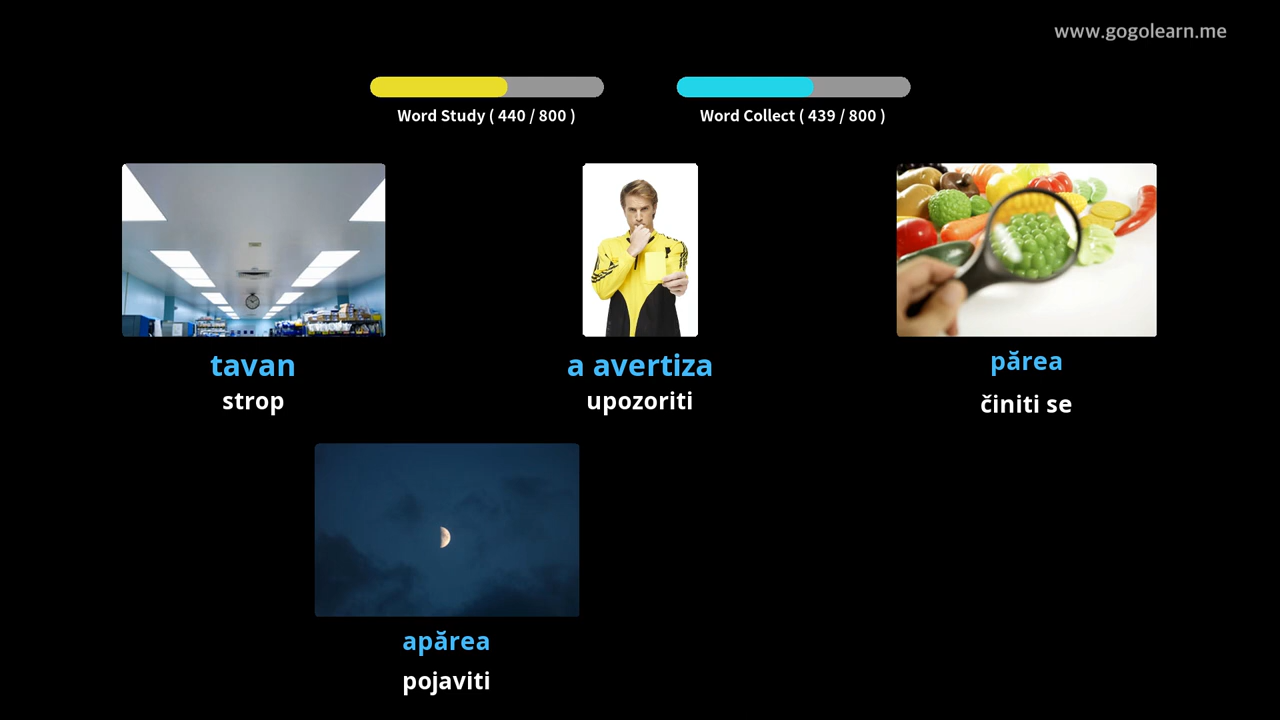 www.gogolearn.me
Word Study ( 440 / 800 )
Word Collect ( 439 / 800 )
tavan
strop
a avertiza
upozoriti
părea
činiti se
apărea
pojaviti